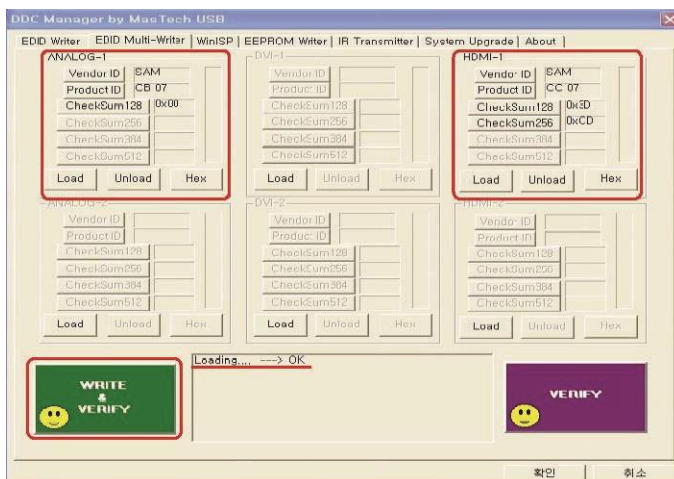 DDC Manager by MasTech USB
EDID Writer | EDID Multi-Writer | WinISP | EEPROM Writer | IR Transmitter | System Upgrade | About |
ANALOG-1
Vendor ID SAM
Product ID CB 07
CheckSum128 0x00
CheckSum256
CheckSum384
CheckSum512
Load Unload Hex
DVI-1
Vendor ID
Product ID
CheckSum128
CheckSum256
CheckSum384
CheckSum512
Load Unload Hex
HDMI-1
Vendor ID SAM
Product ID CC 07
CheckSum128
CheckSum256 0xCD
CheckSum384
CheckSum512
Load Unload Hex
ANALOG-2
Vendor ID
Product ID
CheckSum128
CheckSum256
CheckSum384
CheckSum512
Load Unload Hex
DVI-2
Vendor ID
Product ID
CheckSum128
CheckSum256
CheckSum384
CheckSum512
Load Unload Hex
HDMI-2
Vendor ID
Product ID
CheckSum128
CheckSum256
CheckSum384
CheckSum512
Load Unload Hex
WRITE
&
VERIFY
Loading.... ---> OK
VERIFY
확인 취소